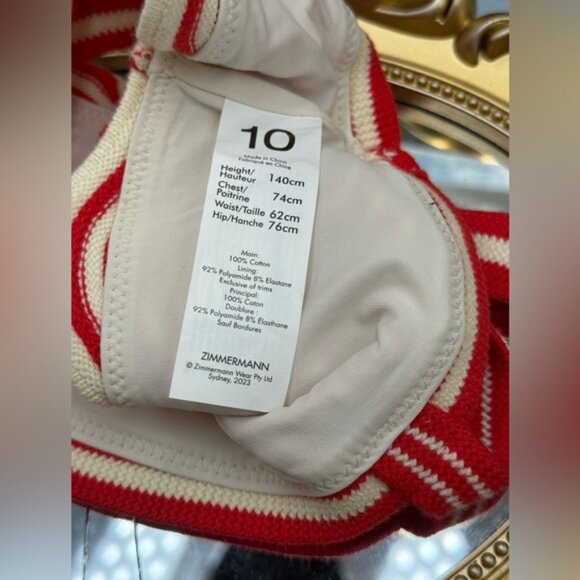 10
Made in China
Fabriqué en Chine
Height/
Hauteur 140cm
Chest/
Poitrine 74cm
Waist/Taille 62cm
Hip/Hanche 76cm
Main:
100% Cotton
Lining:
92% Polyamide 8% Elastane
Exclusive of trims
Principal:
100% Coton
Doublure :
92% Polyamide 8% Élasthane
Sauf Bordures
ZIMMERMANN
© Zimmermann Wear Pty Ltd
Sydney, 2023